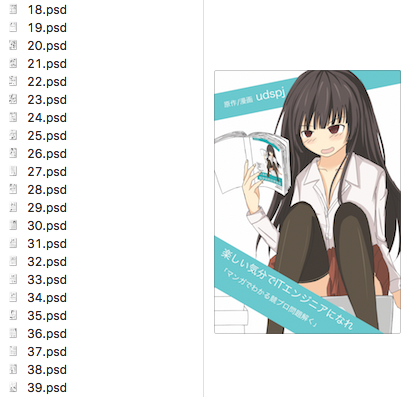 18.psd
19.psd
20.psd
21.psd
22.psd
23.psd
24.psd
25.psd
26.psd
27.psd
28.psd
29.psd
30.psd
31.psd
32.psd
33.psd
34.psd
35.psd
36.psd
37.psd
38.psd
39.psd
原作/漫画 udspj
楽しい気分でITエンジニアになれ
「マンガでわかる競プロ問題解く」